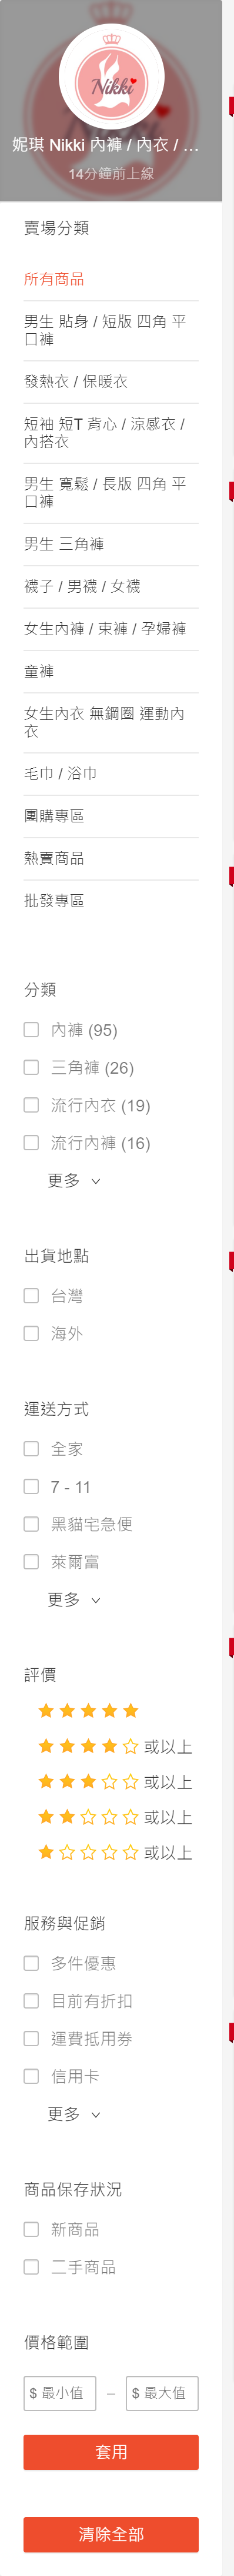 Nikki
妮琪 Nikki 內褲 / 內衣 / ...
14分鐘前上線
賣場分類
所有商品
男生 貼身 / 短版 四角 平
口褲
發熱衣 / 保暖衣
短袖 短T 背心 / 涼感衣 /
內搭衣
男生 寬鬆 / 長版 四角 平
口褲
男生 三角褲
襪子 / 男襪 / 女襪
女生內褲 / 束褲 / 孕婦褲
童褲
女生內衣 無鋼圈 運動內
衣
毛巾 / 浴巾
團購專區
熱賣商品
批發專區
分類
內褲 (95)
三角褲 (26)
流行內衣 (19)
流行內褲 (16)
更多
出貨地點
台灣
海外
運送方式
全家
7 - 11
黑貓宅急便
萊爾富
更多
評價
或以上
或以上
或以上
或以上
服務與促銷
多件優惠
目前有折扣
運費抵用券
信用卡
更多
商品保存狀況
新商品
二手商品
價格範圍
$ 最小值 – $ 最大值
套用
清除全部